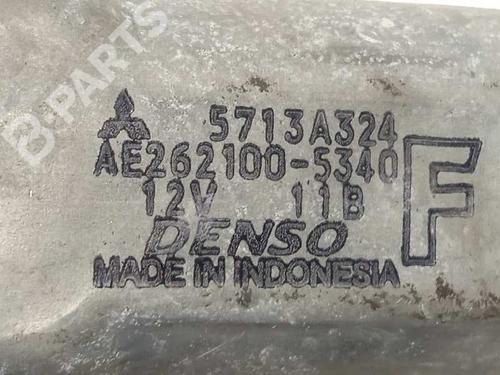 B-PARTS
5713A324
AE262100-5340
12V 11B
F
DENSO
MADE IN INDONESIA